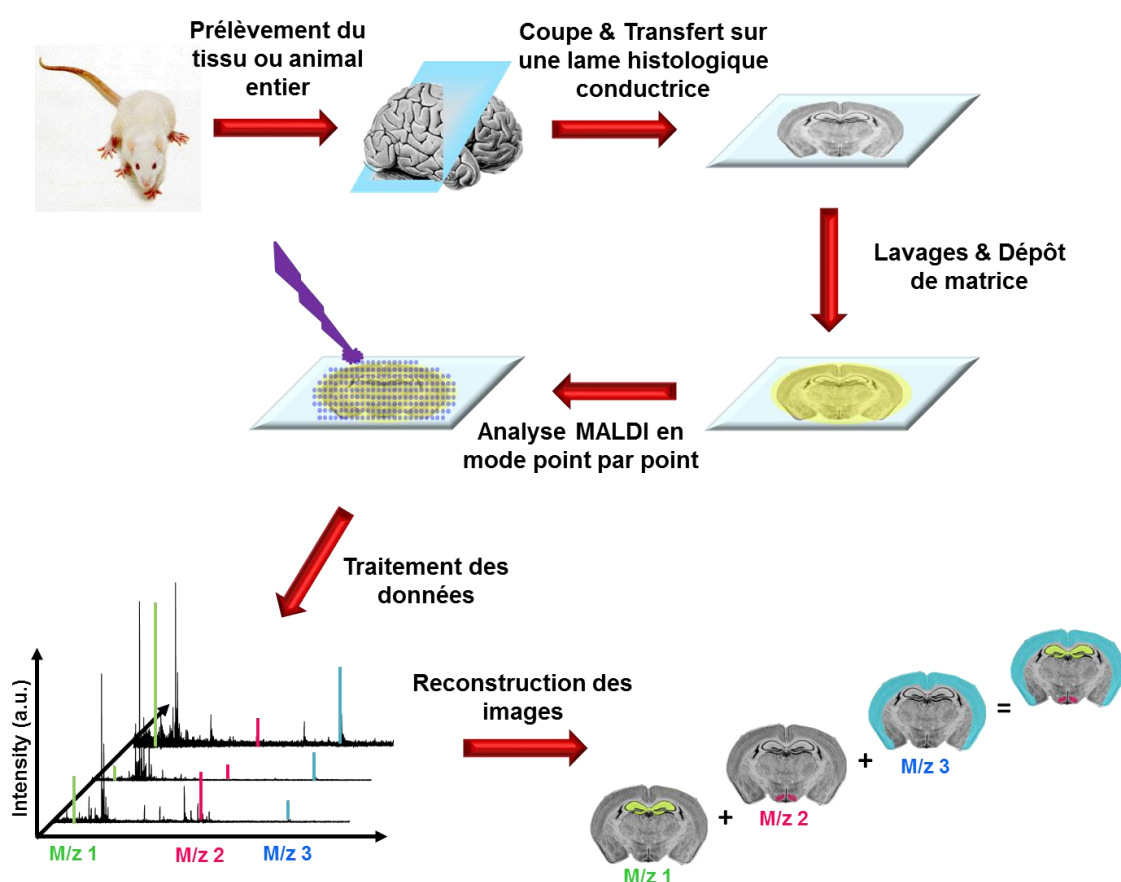 Prélèvement du
tissu ou animal
entier
Coupe & Transfert sur
une lame histologique
conductrice
Lavages & Dépôt
de matrice
Analyse MALDI en
mode point par point
Traitement des
données
Intensity (a.u.)
M/z 1
M/z 2
M/z 3
Reconstruction des
images
M/z 1
+
M/z 2
+
M/z 3
=